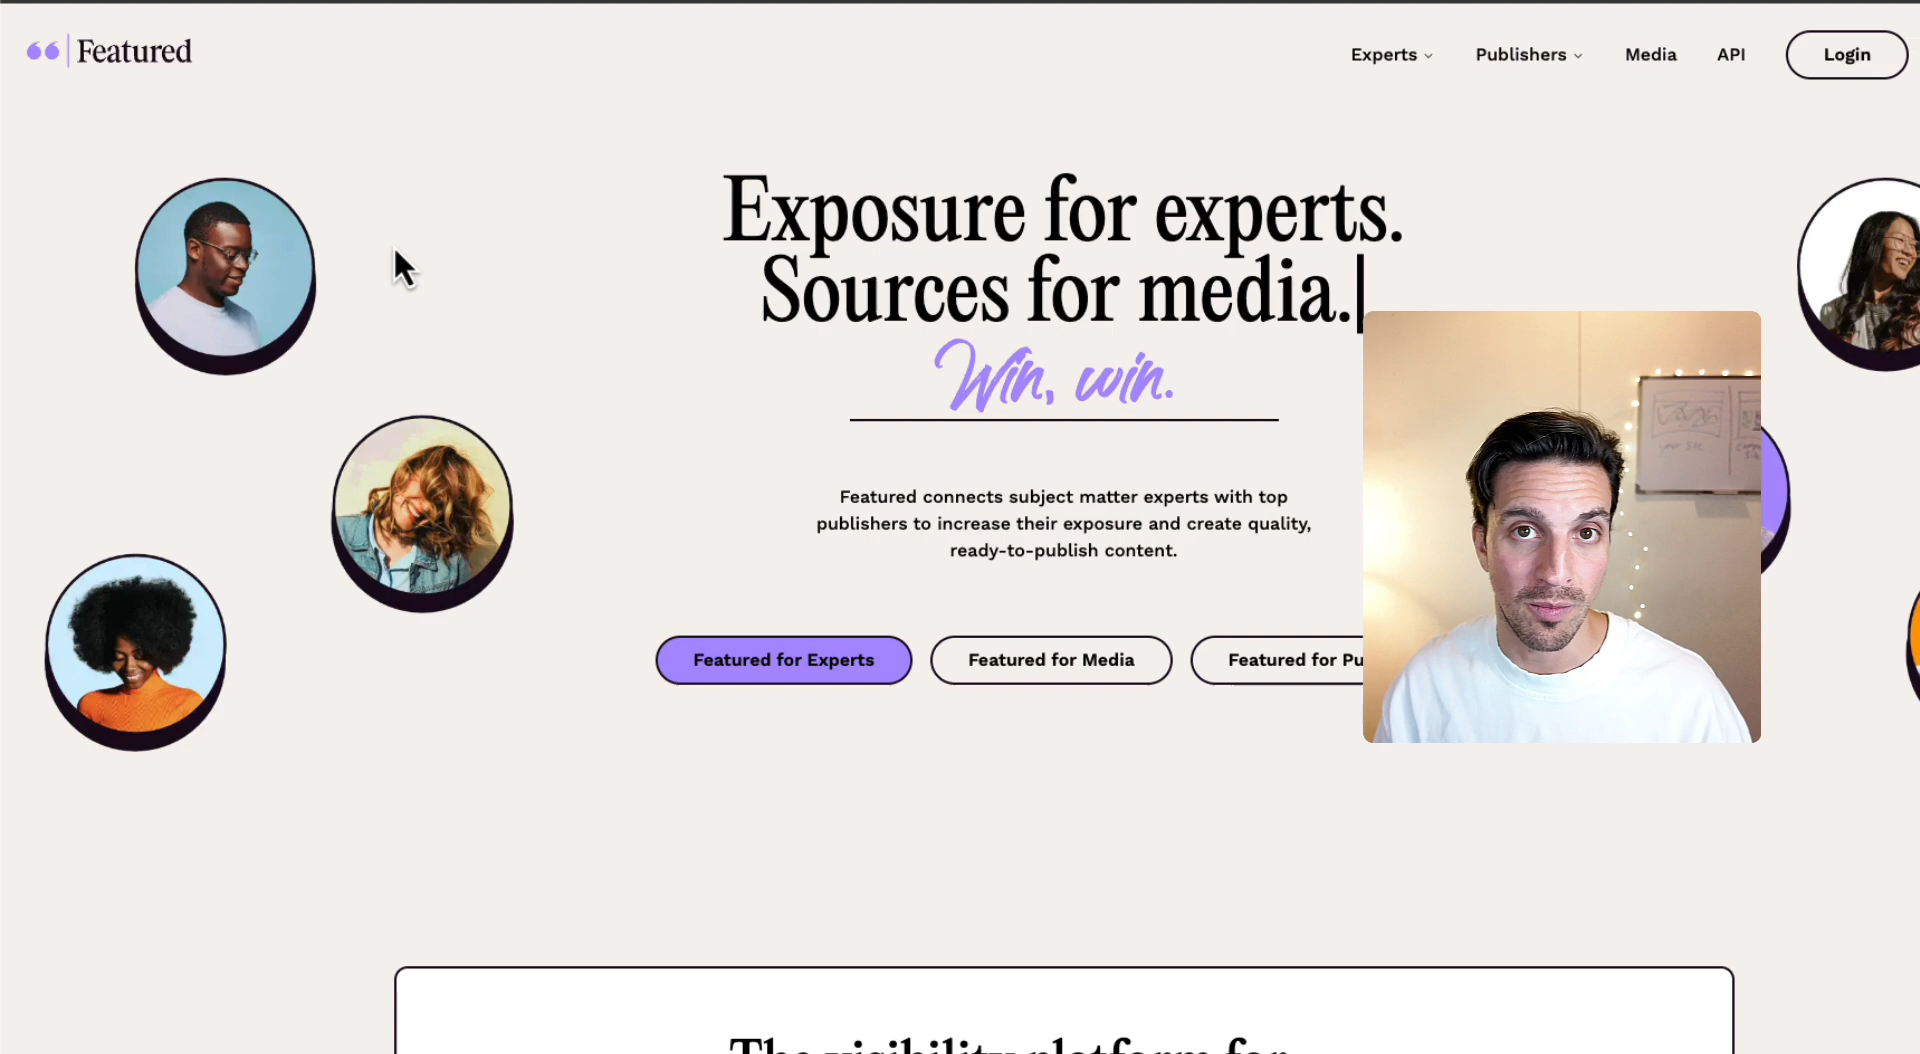 Featured
Experts
Publishers
Media
API
Login
Exposure for experts.
Sources for media.
Win, win.
Featured connects subject matter experts with top
publishers to increase their exposure and create quality,
ready-to-publish content.
Featured for Experts
Featured for Media
Featured for Pu
The visibility platform for